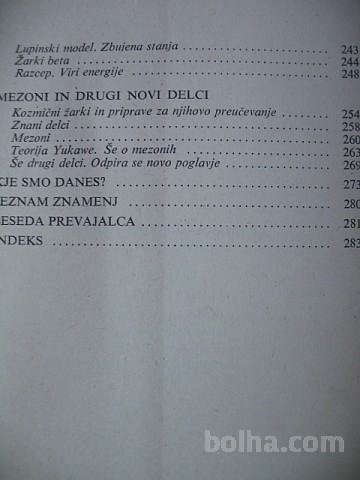 Lupinski model. Zbujena stanja ..... 243
Žarki beta ..... 244
Razcep. Viri energije ..... 248
MEZONI IN DRUGI NOVI DELCI
Kozmični žarki in priprave za njihovo preučevanje ..... 254
Znani delci ..... 258
Mezoni ..... 260
Teorija Yukawe. Še o mezonih ..... 263
Še drugi delci. Odpira se novo poglavje ..... 269
KJE SMO DANES? ..... 273
EZNAM ZNAMENJ ..... 280
ESEDA PREVAJALCA ..... 281
NDEKS ..... 283
bolha.com